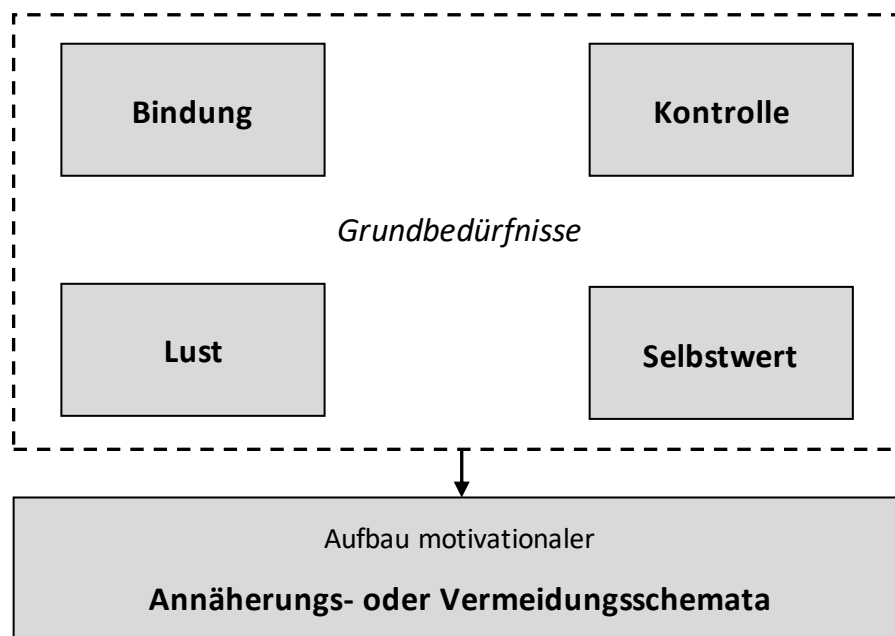 Bindung
Kontrolle
Grundbedürfnisse
Lust
Selbstwert
Aufbau motivationaler
Annäherungs- oder Vermeidungsschemata